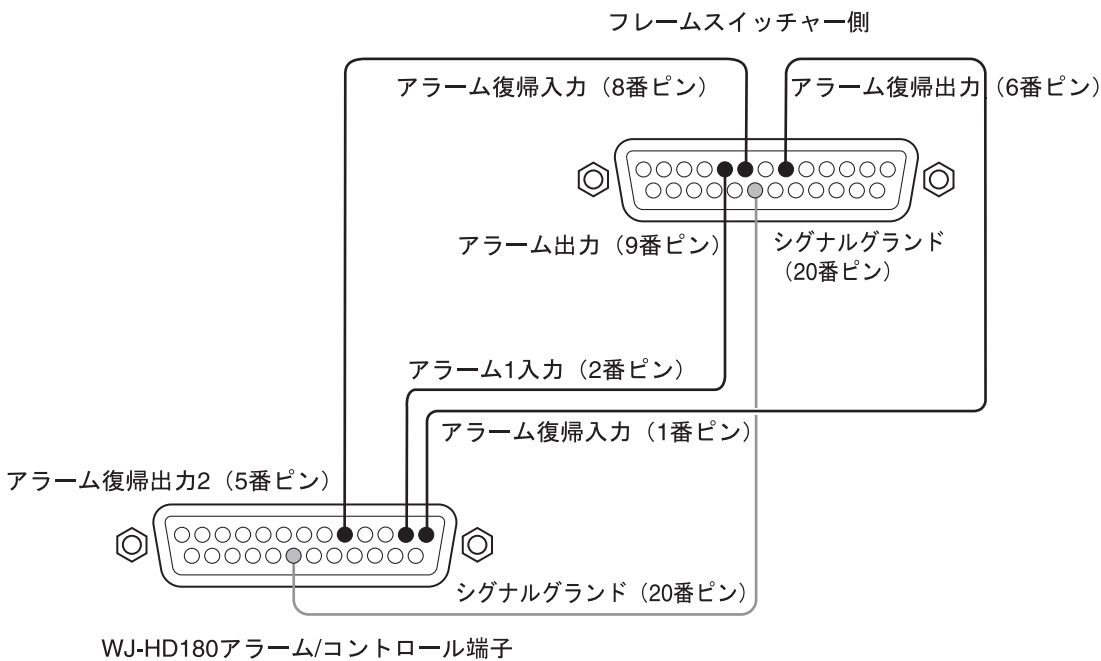 フレームスイッチャー側
アラーム復帰入力（8番ピン）
アラーム復帰出力（6番ピン）
アラーム出力（9番ピン）
シグナルグランド
（20番ピン）
アラーム1入力（2番ピン）
アラーム復帰入力（1番ピン）
アラーム復帰出力2（5番ピン）
シグナルグランド（20番ピン）
WJ-HD180アラーム/コントロール端子